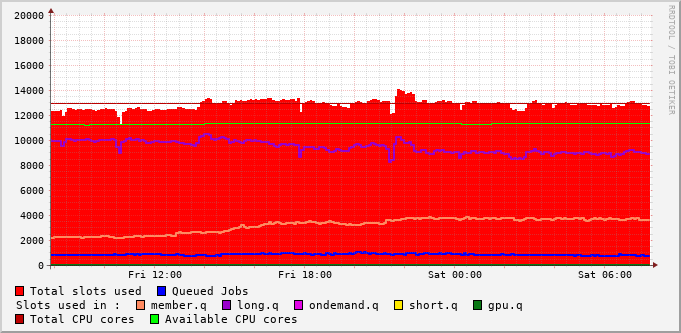 20000
18000
16000
14000
12000
10000
8000
6000
4000
2000
0
Fri 12:00 Fri 18:00 Sat 00:00 Sat 06:00
Total slots used Queued Jobs
Slots used in : member.q long.q ondemand.q short.q gpu.q
Total CPU cores Available CPU cores
RRDTOOL / TOBI OETIKER